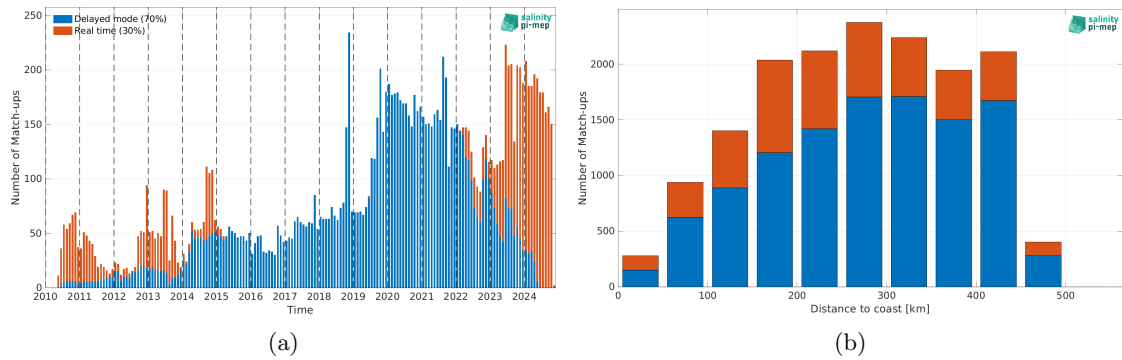 Delayed mode (70%)
Real time (30%)
salinity
pi-mep
250
200
150
100
50
0
Number of Match-ups
2010 2011 2012 2013 2014 2015 2016 2017 2018 2019 2020 2021 2022 2023 2024
Time
(a)
salinity
pi-mep
2000
1500
1000
500
0
Number of Match-ups
0 100 200 300 400 500
Distance to coast [km]
(b)